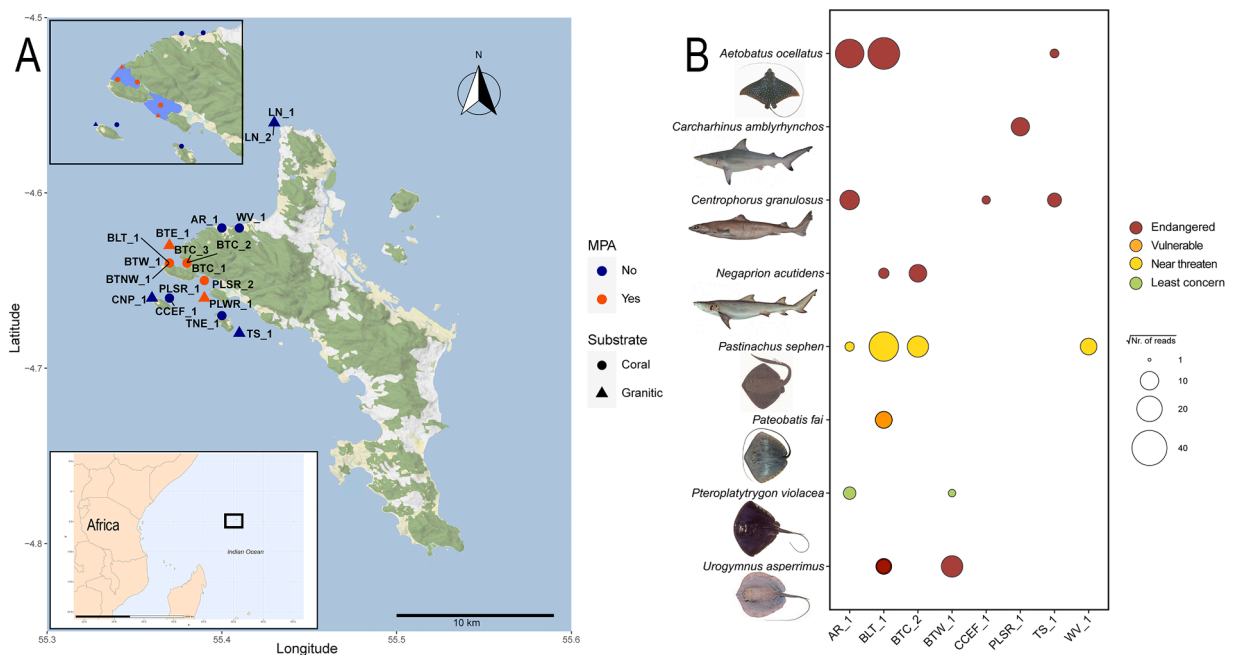 A
−4.5
−4.6
−4.7
−4.8
Latitude
55.3
55.4
55.5
55.6
Longitude
N
LN_1
LN_2
AR_1
WV_1
BTE_1
BLT_1
BTC_3
BTC_2
BTW_1
BTC_1
BTNW_1
PLSR_1
PLSR_2
CNP_1
PLWR_1
CCEF_1
TNE_1
TS_1
10 km
Africa
Indian Ocean
MPA
No
Yes
Substrate
Coral
Granitic
B
Aetobatus ocellatus
Carcharhinus amblyrhynchos
Centrophorus granulosus
Negaprion acutidens
Pastinachus sephen
Pateobatis fai
Pteroplatytrygon violacea
Urogymnus asperrimus
AR_1
BLT_1
BTC_2
BTW_1
CCEF_1
PLSR_1
TS_1
WV_1
Endangered
Vulnerable
Near threaten
Least concern
√Nr. of reads
1
10
20
40